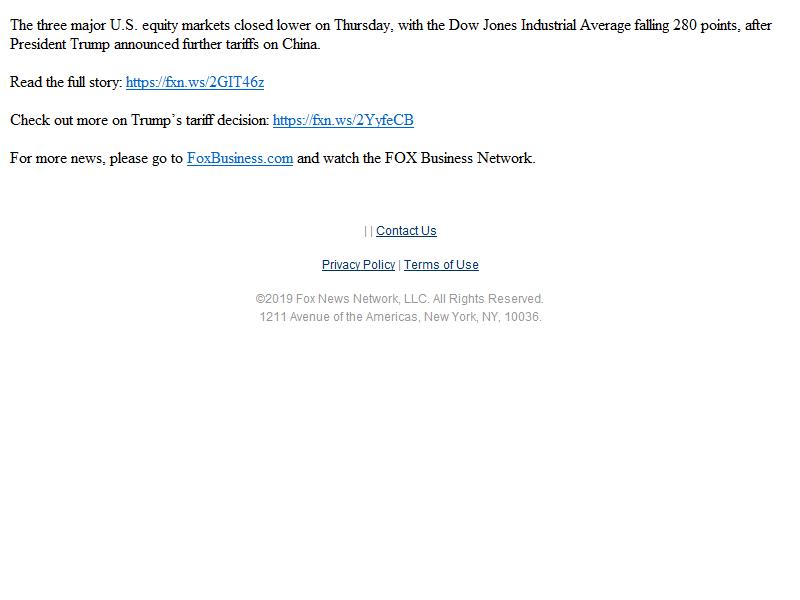 The three major U.S. equity markets closed lower on Thursday, with the Dow Jones Industrial Average falling 280 points, after
President Trump announced further tariffs on China.
Read the full story: https://fxn.ws/2GIT46z
Check out more on Trump’s tariff decision: https://fxn.ws/2YyfeCB
For more news, please go to FoxBusiness.com and watch the FOX Business Network.
| | Contact Us
Privacy Policy | Terms of Use
©2019 Fox News Network, LLC. All Rights Reserved.
1211 Avenue of the Americas, New York, NY, 10036.